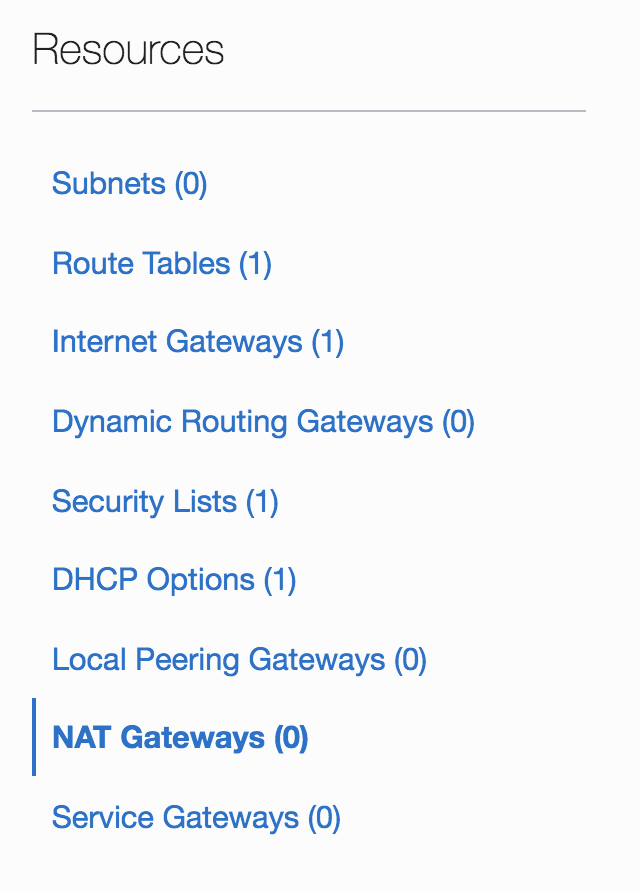 Resources
Subnets (0)
Route Tables (1)
Internet Gateways (1)
Dynamic Routing Gateways (0)
Security Lists (1)
DHCP Options (1)
Local Peering Gateways (0)
NAT Gateways (0)
Service Gateways (0)